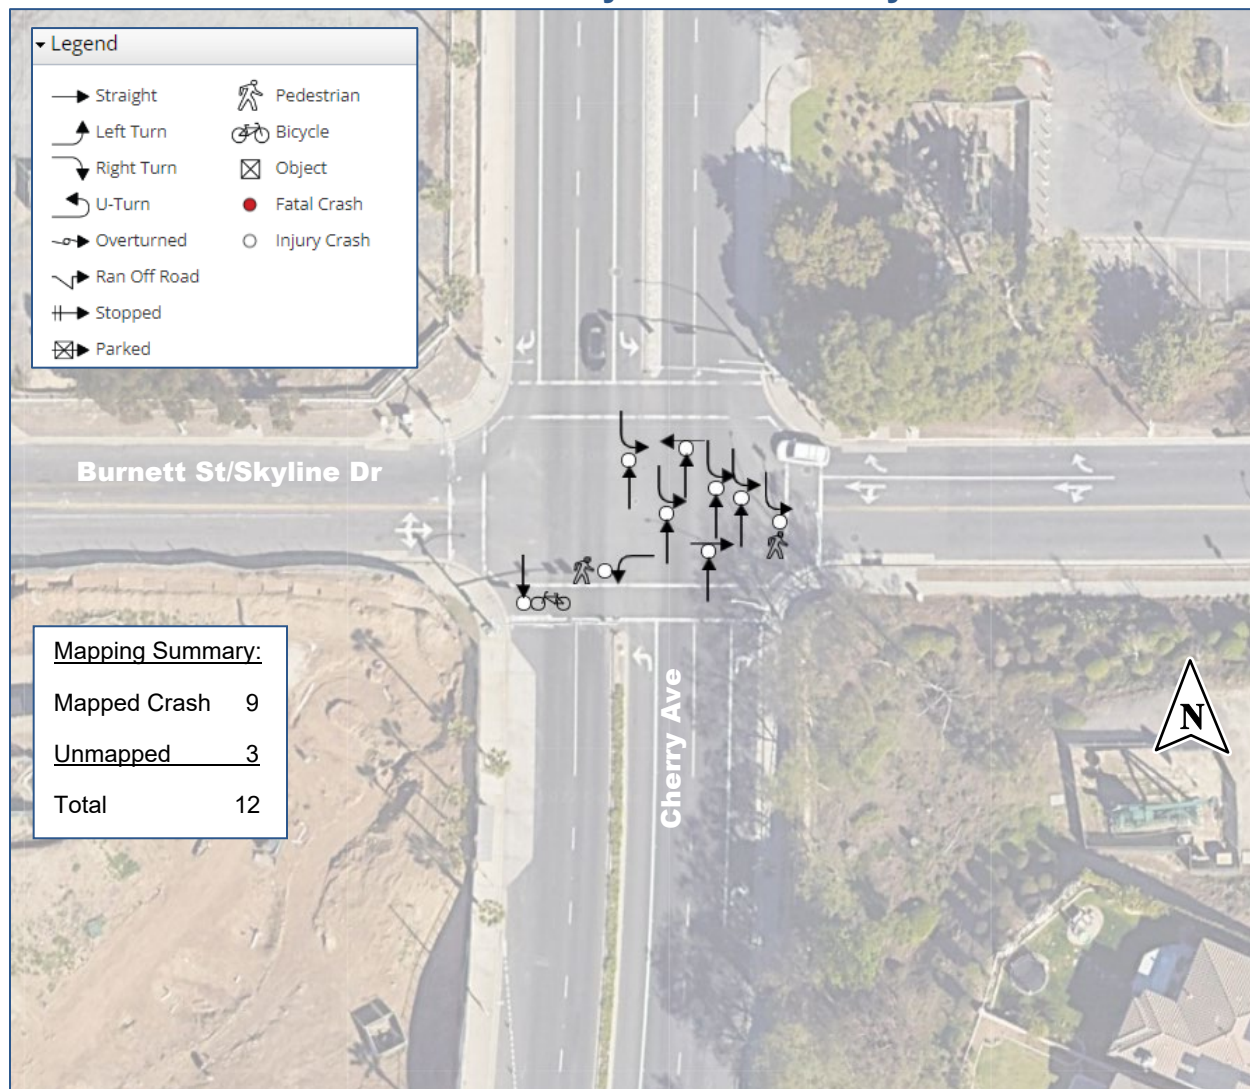 Legend
Straight
Left Turn
Right Turn
U-Turn
Overturned
Ran Off Road
Stopped
Parked
Pedestrian
Bicycle
Object
Fatal Crash
Injury Crash
Burnett St/Skyline Dr
Mapping Summary:
Mapped Crash 9
Unmapped 3
Total 12
Cherry Ave
N